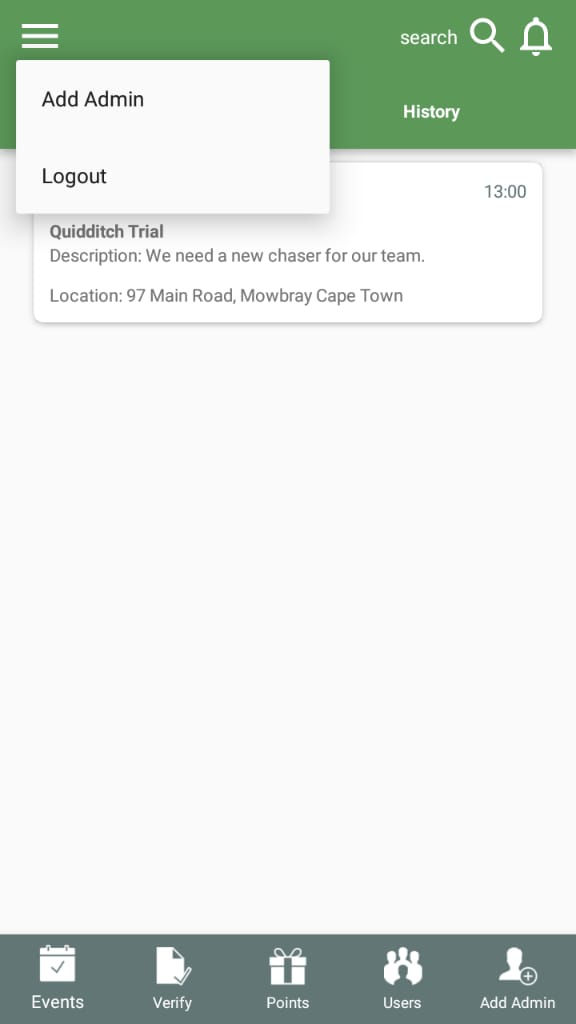 search
Add Admin
History
Logout
13:00
Quidditch Trial
Description: We need a new chaser for our team.
Location: 97 Main Road, Mowbray Cape Town
Events
Verify
Points
Users
Add Admin